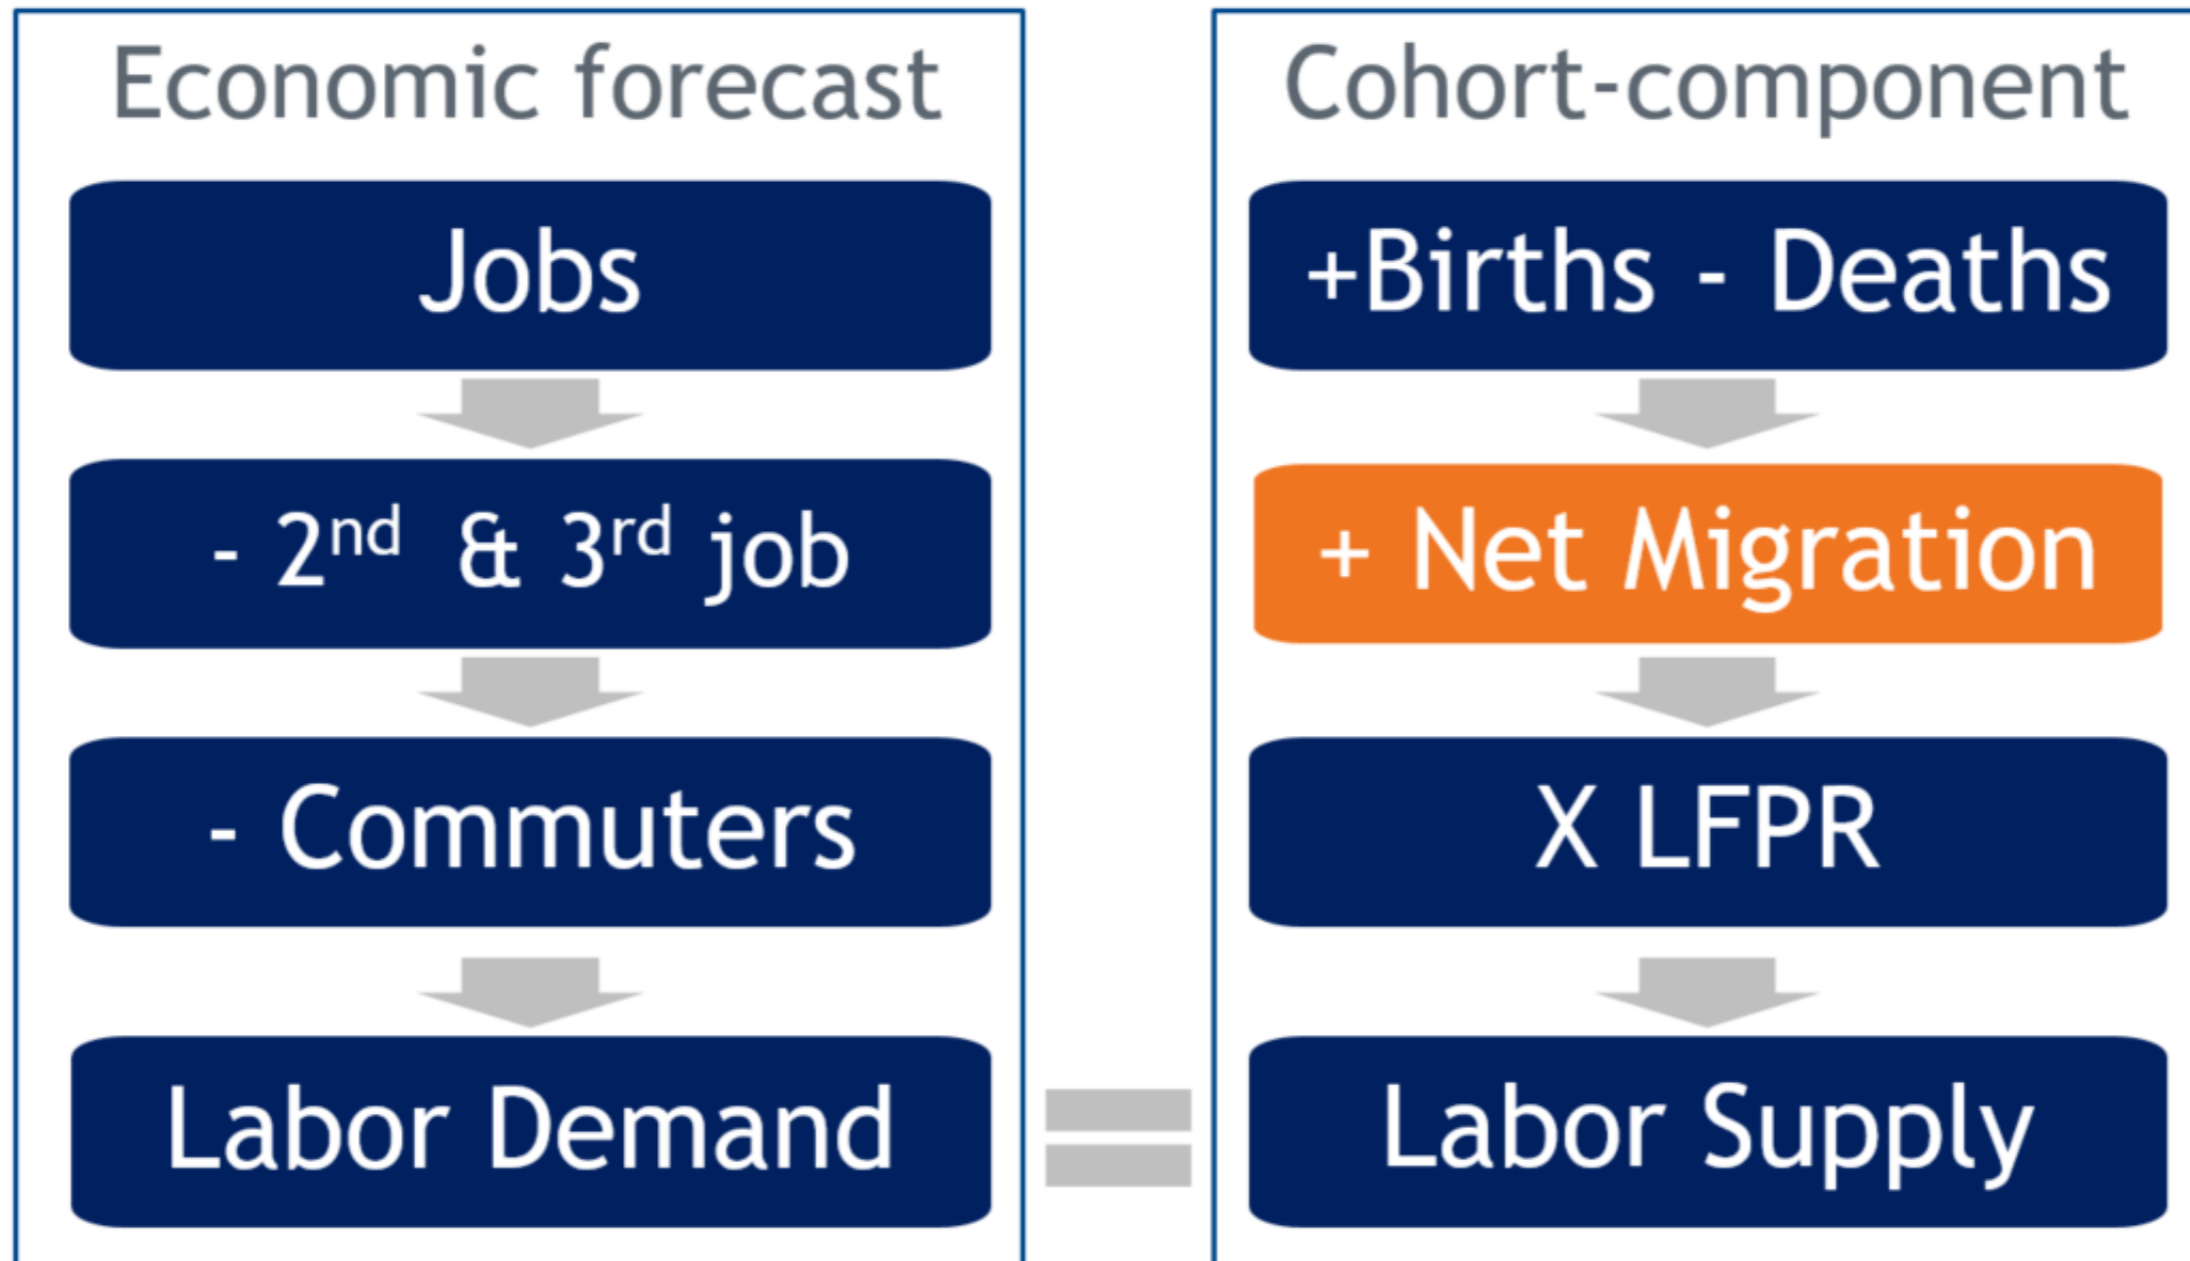 Economic forecast
Jobs
- 2nd & 3rd job
- Commuters
Labor Demand
Cohort-component
+Births - Deaths
+ Net Migration
X LFPR
Labor Supply